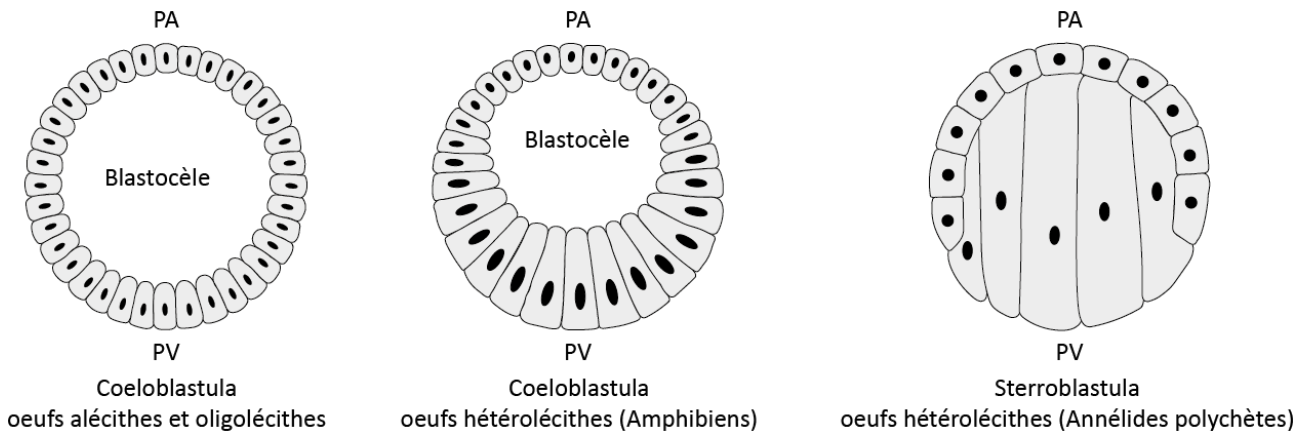 PA
Blastocèle
PV
Coeloblastula
oeufs alécithes et oligolécithes
PA
Blastocèle
PV
Coeloblastula
oeufs hétérolécithes (Amphibiens)
PA
PV
Sterroblastula
oeufs hétérolécithes (Annélides polychètes)